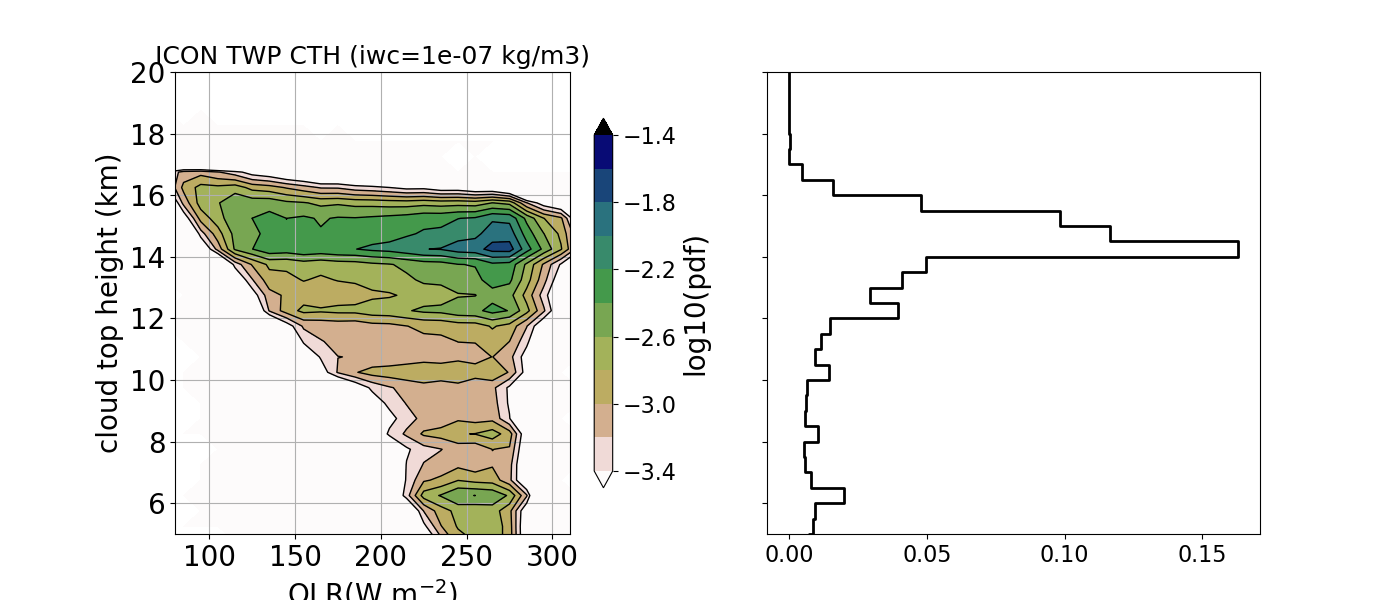 ICON TWP CTH (iwc=1e-07 kg/m3)
cloud top height (km)
20
18
16
14
12
10
8
6
100 150 200 250 300
OLR(W m−2)
−1.4
−1.8
−2.2
−2.6
−3.0
−3.4
log10(pdf)
0.00 0.05 0.10 0.15